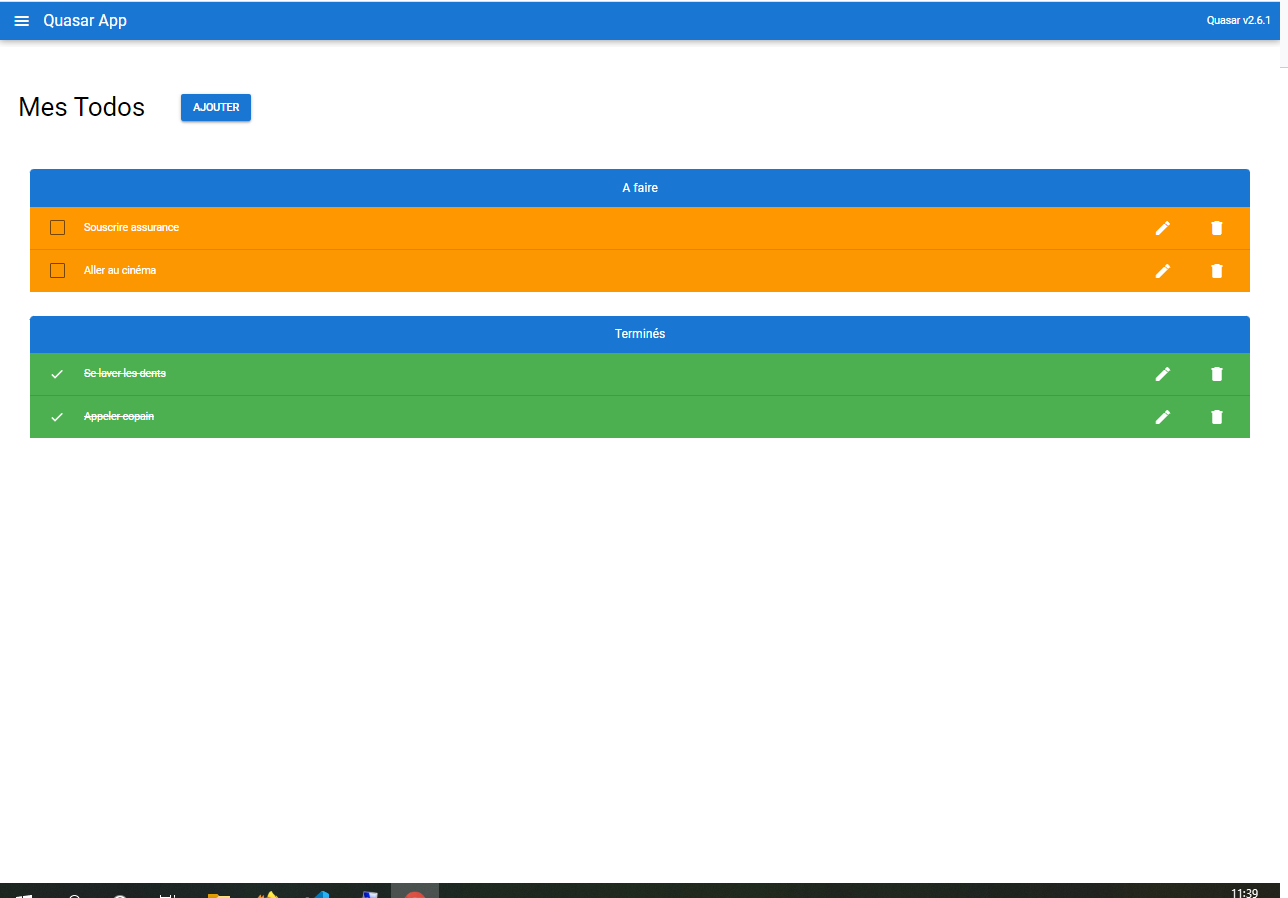 Quasar App
Quasar v2.6.1
Mes Todos
AJOUTER
A faire
Souscrire assurance
Aller au cinéma
Terminés
Se laver les dents
Appeler copain
11:39